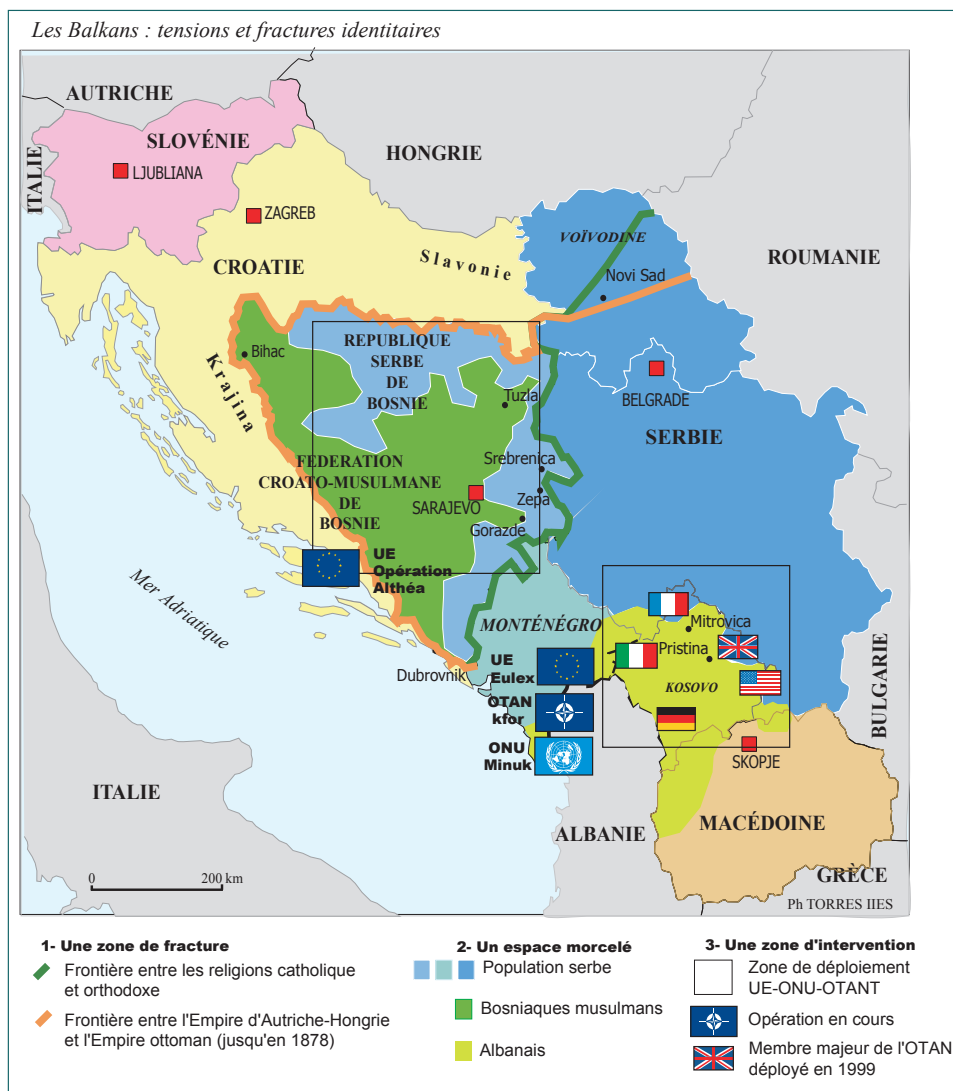 Les Balkans : tensions et fractures identitaires
AUTRICHE
SLOVÉNIE
LJUBLIANA
ITALIE
HONGRIE
ZAGREB
CROATIE
Slavonie
VOÏVODINE
Novi Sad
ROUMANIE
Bihac
Krajina
REPUBLIQUE
SERBE
DE
BOSNIE
Tuzla
BELGRADE
SERBIE
Srebrenica
Zepa
FEDERATION
CROATO-MUSULMANE
DE
BOSNIE
SARAJEVO
Gorazde
UE
Opération
Althéa
Mer Adriatique
Dubrovnik
MONTÉNÉGRO
Mitrovica
Pristina
KOSOVO
UE
Eulex
OTAN
kfor
ONU
Minuk
BULGARIE
SKOPJE
ITALIE
ALBANIE
MACÉDOINE
GRÈCE
0 200 km
Ph TORRES IIES
1- Une zone de fracture
Frontière entre les religions catholique
et orthodoxe
Frontière entre l'Empire d'Autriche-Hongrie
et l'Empire ottoman (jusqu'en 1878)
2- Un espace morcelé
Population serbe
Bosniaques musulmans
Albanais
3- Une zone d'intervention
Zone de déploiement
UE-ONU-OTANT
Opération en cours
Membre majeur de l'OTAN
déployé en 1999